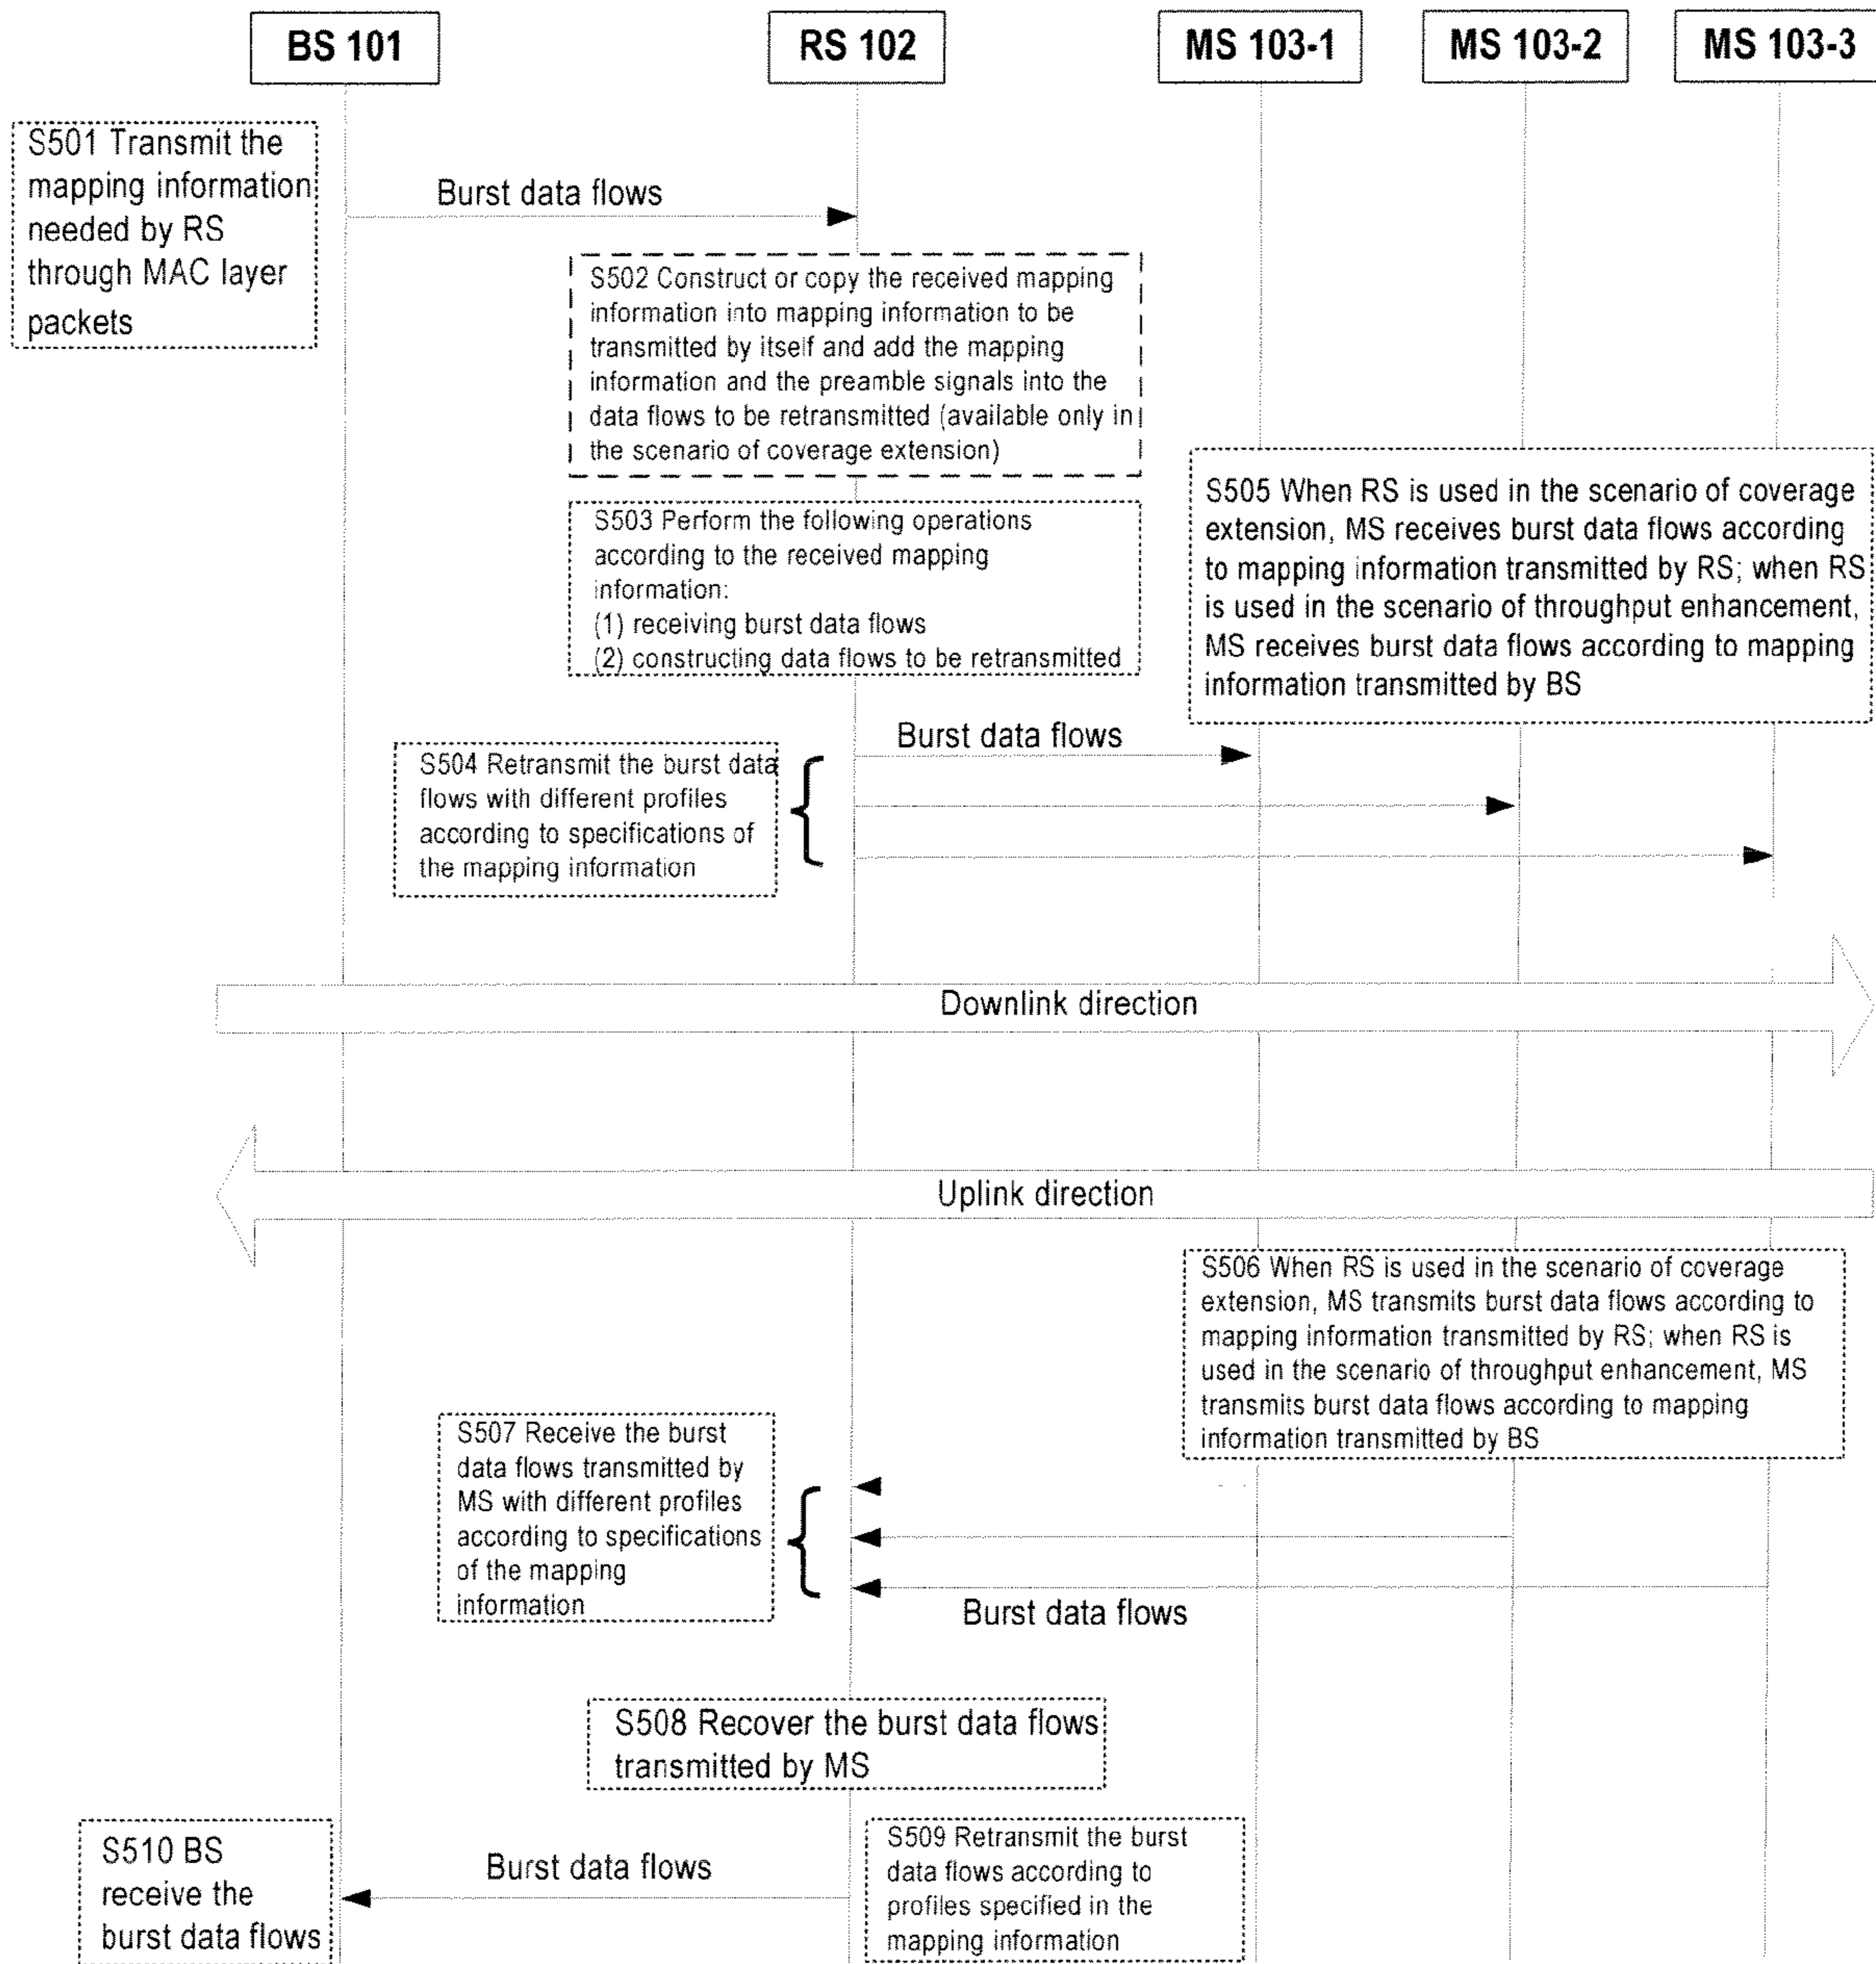 BS 101
RS 102
MS 103-1
MS 103-2
MS 103-3
S501 Transmit the
mapping information
needed by RS
through MAC layer
packets
Burst data flows
S502 Construct or copy the received mapping
information into mapping information to be
transmitted by itself and add the mapping
information and the preamble signals into the
data flows to be retransmitted (available only in
the scenario of coverage extension)
S503 Perform the following operations
according to the received mapping
information:
(1) receiving burst data flows
(2) constructing data flows to be retransmitted
S505 When RS is used in the scenario of coverage
extension, MS receives burst data flows according
to mapping information transmitted by RS; when RS
is used in the scenario of throughput enhancement,
MS receives burst data flows according to mapping
information transmitted by BS
Burst data flows
S504 Retransmit the burst data
flows with different profiles
according to specifications of
the mapping information
Downlink direction
Uplink direction
S506 When RS is used in the scenario of coverage
extension, MS transmits burst data flows according to
mapping information transmitted by RS; when RS is
used in the scenario of throughput enhancement, MS
transmits burst data flows according to mapping
information transmitted by BS
S507 Receive the burst
data flows transmitted by
MS with different profiles
according to specifications
of the mapping
information
Burst data flows
S508 Recover the burst data flows
transmitted by MS
S510 BS
receive the
burst data flows
Burst data flows
S509 Retransmit the burst
data flows according to
profiles specified in the
mapping information